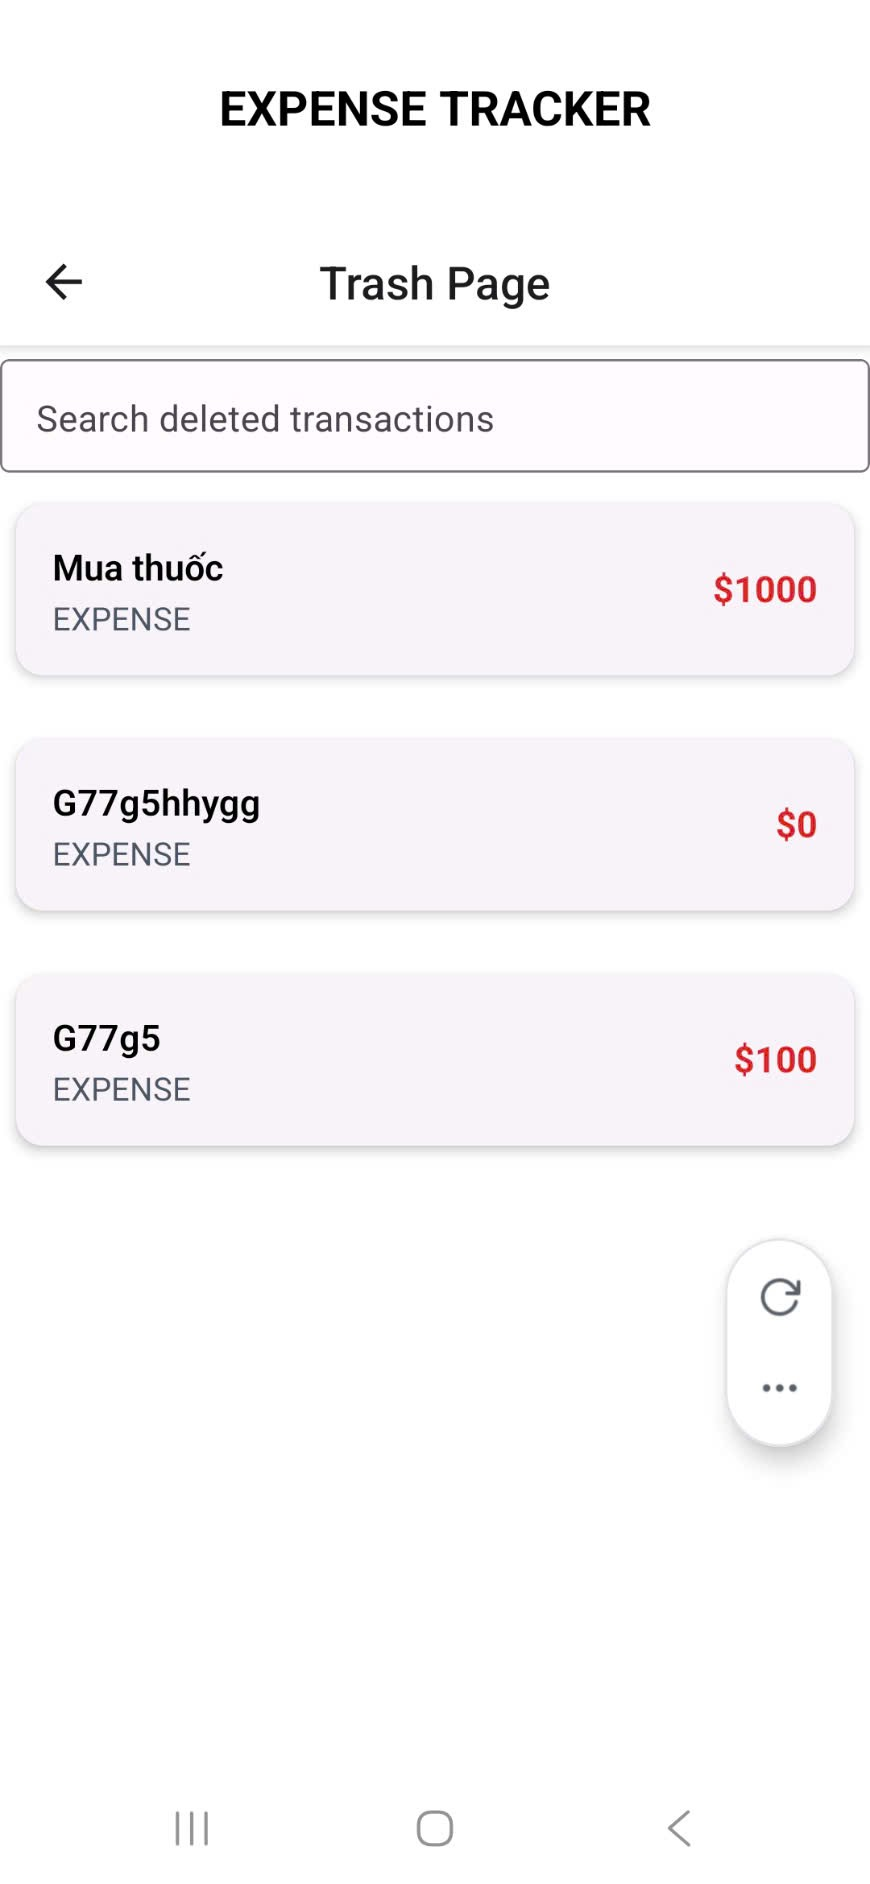 EXPENSE TRACKER
Trash Page
Search deleted transactions
Mua thuốc
EXPENSE
$1000
G77g5hhygg
EXPENSE
$0
G77g5
EXPENSE
$100